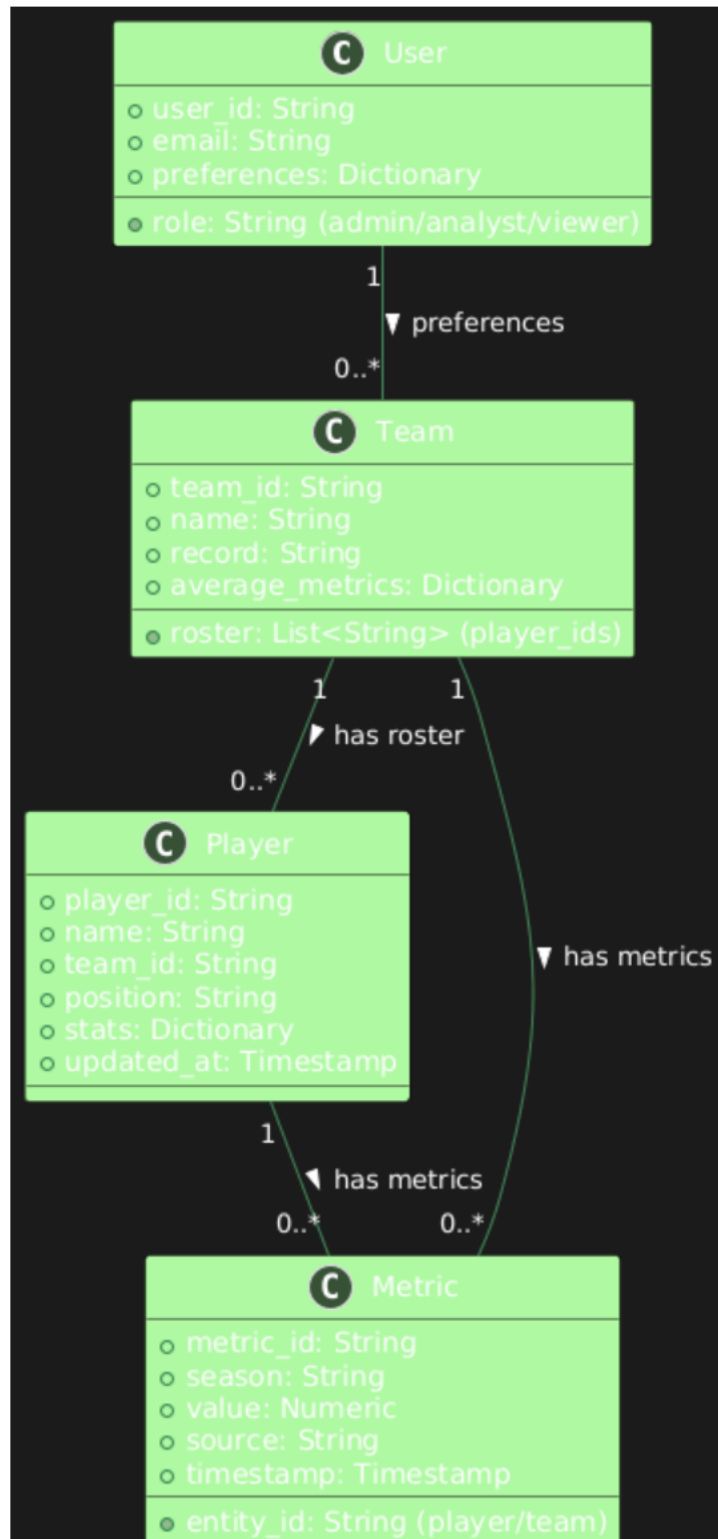 C User
user_id: String
email: String
preferences: Dictionary
role: String (admin/analyst/viewer)
1
preferences
0..*
C Team
team_id: String
name: String
record: String
average_metrics: Dictionary
roster: List<String> (player_ids)
1
1
has roster
0..*
C Player
player_id: String
name: String
team_id: String
position: String
stats: Dictionary
updated_at: Timestamp
has metrics
1
has metrics
0..*
0..*
C Metric
metric_id: String
season: String
value: Numeric
source: String
timestamp: Timestamp
entity_id: String (player/team)